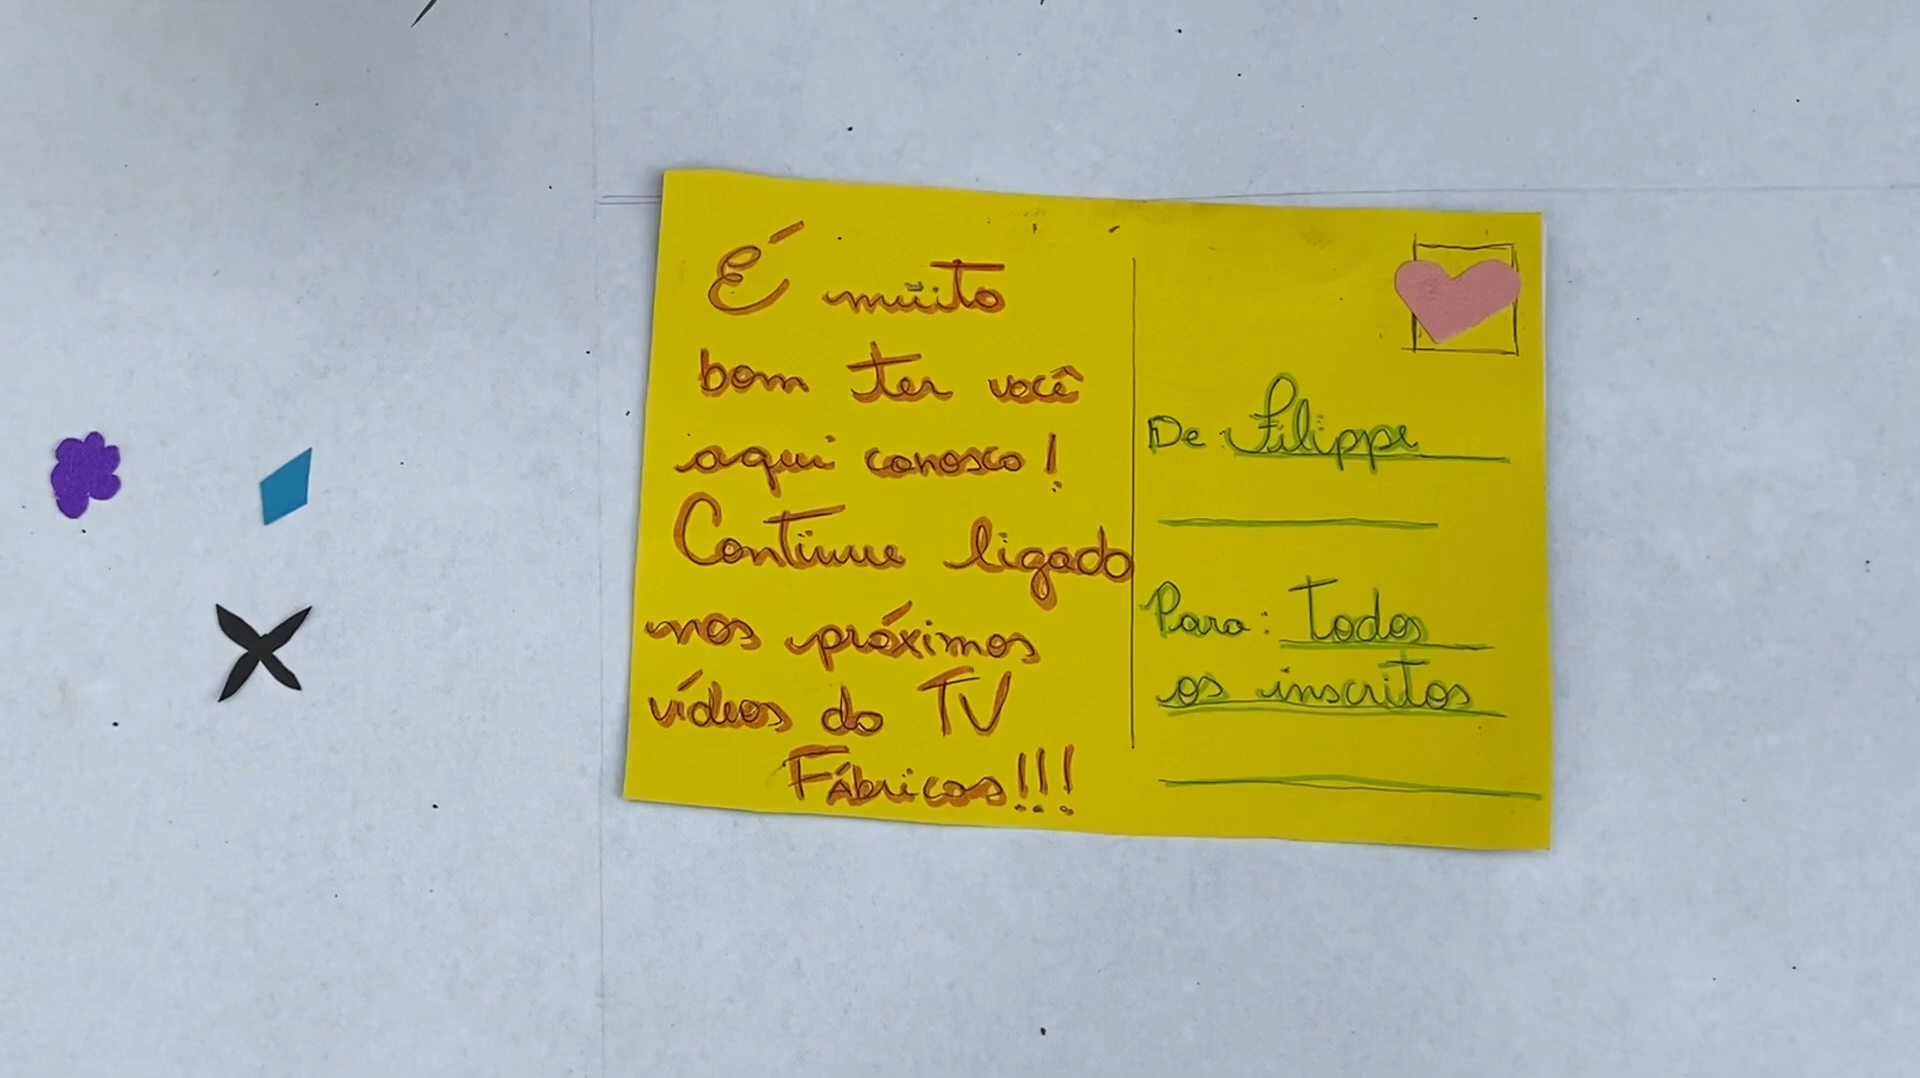 É muito
bom ter você
aqui conosco!
Continue ligado
nos próximos
vídeos do TV
Fábricas!!!
De: Filippe
Para: Todos
os inscritos